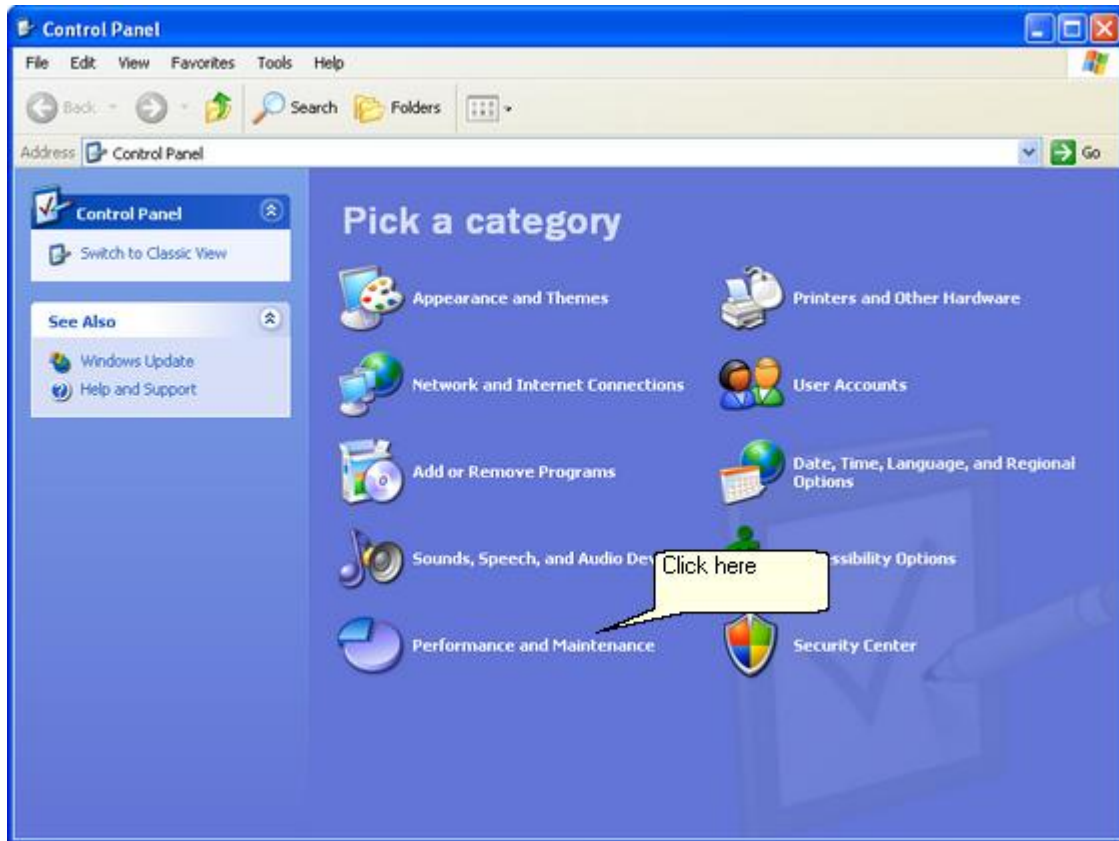 Control Panel
File Edit View Favorites Tools Help
Back Search Folders
Address Control Panel Go
Control Panel
Switch to Classic View
See Also
Windows Update
Help and Support
Pick a category
Appearance and Themes
Printers and Other Hardware
Network and Internet Connections
User Accounts
Add or Remove Programs
Date, Time, Language, and Regional
Options
Sounds, Speech, and Audio
Click here
Options
Performance and Maintenance
Security Center